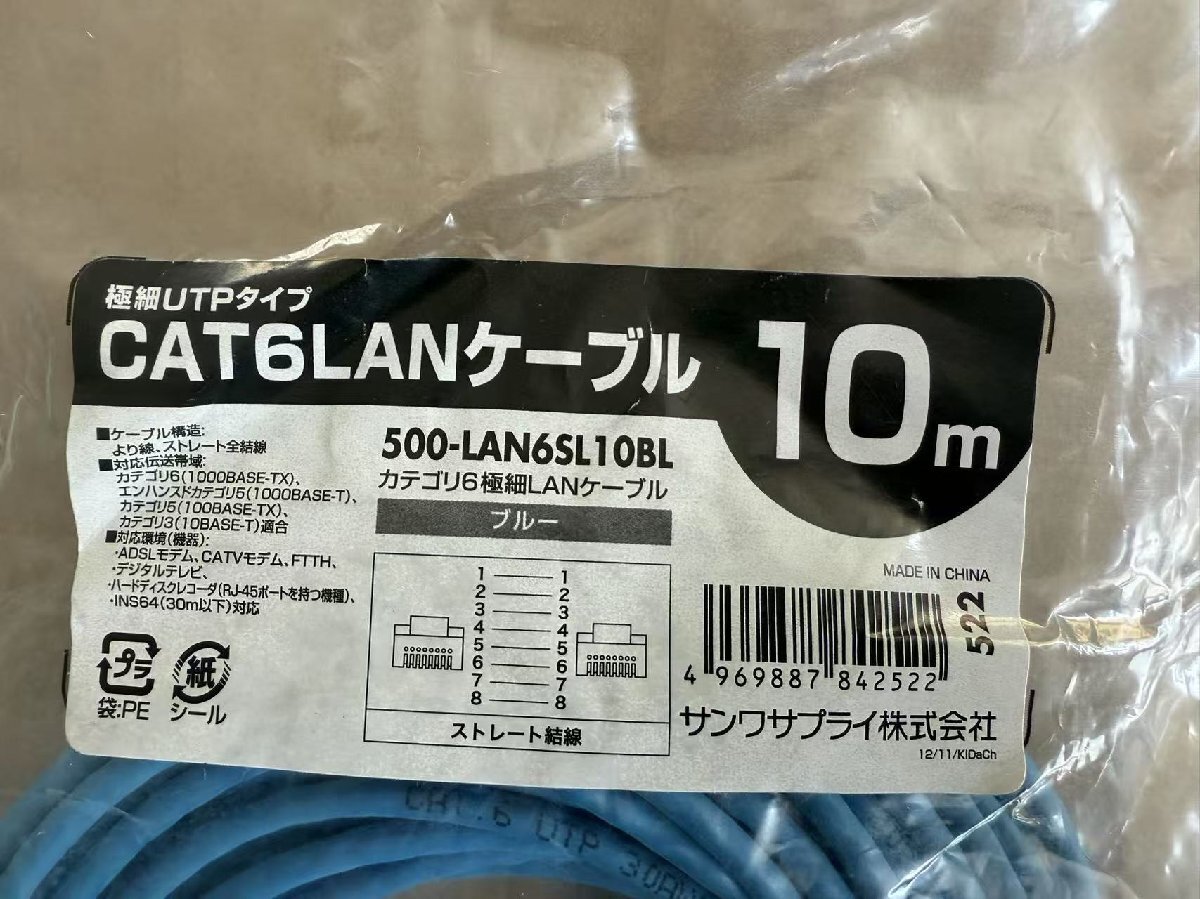 極細UTPタイプ
CAT6LANケーブル
10m
■ケーブル構造:
より線、ストレート全結線
■対応伝送帯域:
カテゴリ6(1000BASE-TX)、
エンハンスドカテゴリ5(1000BASE-T)、
カテゴリ5(100BASE-TX)、
カテゴリ3(10BASE-T)適合
■対応環境(機器):
・ADSLモデム、CATVモデム、FTTH、
・デジタルテレビ、
・ハードディスクレコーダ(RJ-45ポートを持つ機種)、
・INS64(30m以下)対応
プラ
袋:PE
紙
シール
500-LAN6SL10BL
カテゴリ6極細LANケーブル
ブルー
1 1
2 2
3 3
4 4
5 5
6 6
7 7
8 8
ストレート結線
MADE IN CHINA
522
4 969887 842522
サンワサプライ株式会社
12/11/KIDaCh
CAT.6 UTP 30AW